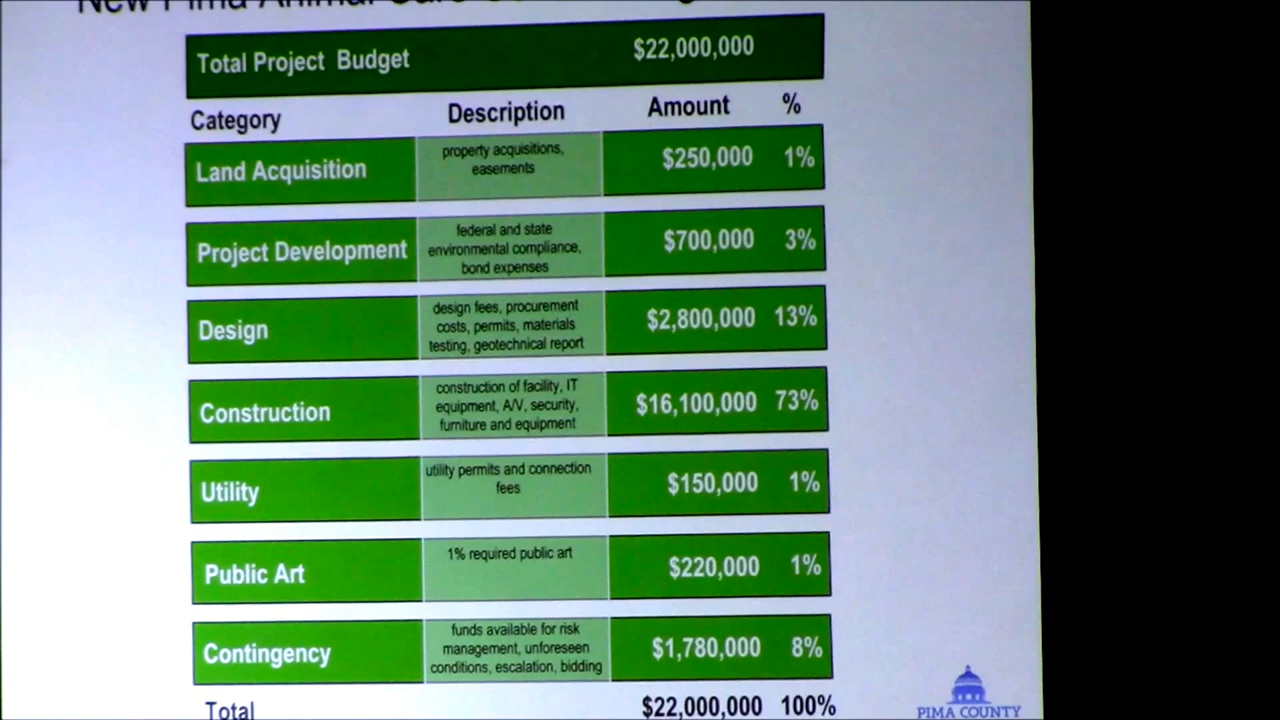 New Pima Animal Care
Total Project Budget $22,000,000
Category Description Amount %
Land Acquisition property acquisitions, $250,000 1%
easements
federal and state
Project Development environmental compliance, $700,000 3%
bond expenses
design fees, procurement
Design costs, permits, materials $2,800,000 13%
testing, geotechnical report
construction of facility, IT
Construction equipment, A/V, security, $16,100,000 73%
furniture and equipment
utility permits and connection
Utility fees $150,000 1%
1% required public art
Public Art $220,000 1%
funds available for risk
Contingency management, unforeseen $1,780,000 8%
conditions, escalation, bidding
Total $22,000,000 100%
PIMA COUNTY